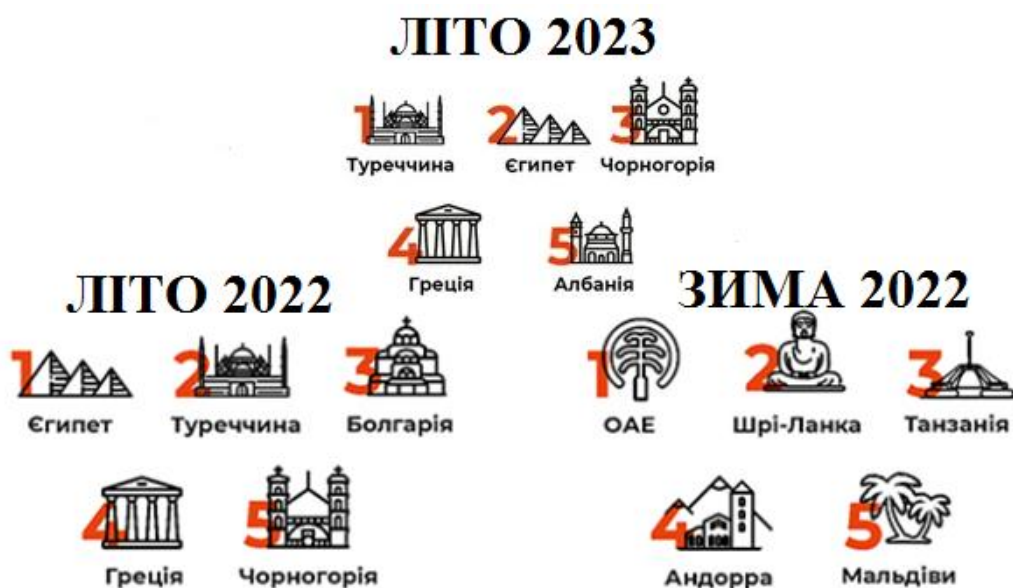 ЛІТО 2023
1 2 3
Туреччина Єгипет Чорногорія
4 5
Греція Албанія
ЛІТО 2022
1 2 3
Єгипет Туреччина Болгарія
4 5
Греція Чорногорія
ЗИМА 2022
1 2 3
ОАЕ Шрі-Ланка Танзанія
4 5
Андорра Мальдіви